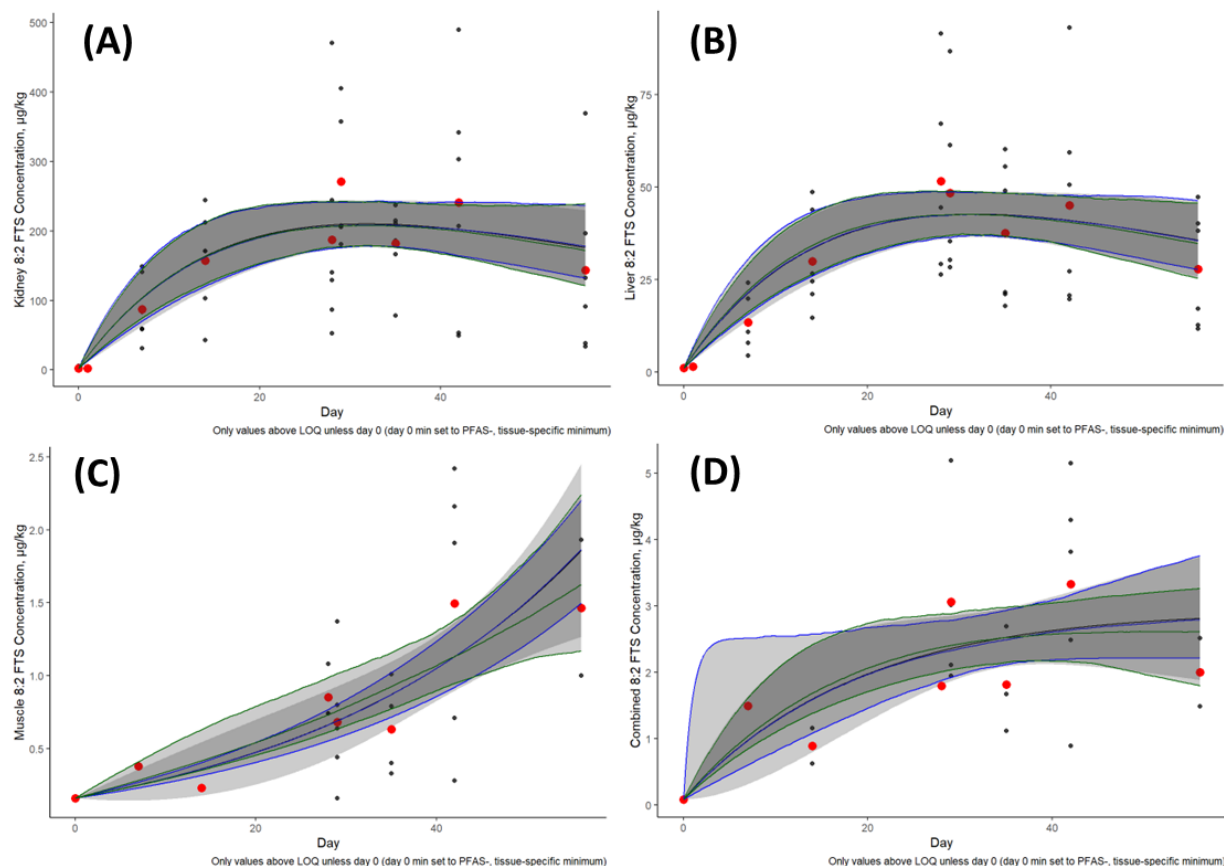 (A)
Kidney 8:2 FTS Concentration, µg/kg
500
400
300
200
100
0
0
20
40
Day
Only values above LOQ unless day 0 (day 0 min set to PFAS-, tissue-specific minimum)
(B)
Liver 8:2 FTS Concentration, µg/kg
75
50
25
0
0
20
40
Day
Only values above LOQ unless day 0 (day 0 min set to PFAS-, tissue-specific minimum)
(C)
Muscle 8:2 FTS Concentration, µg/kg
2.5
2.0
1.5
1.0
0.5
0
20
40
Day
Only values above LOQ unless day 0 (day 0 min set to PFAS-, tissue-specific minimum)
(D)
Combined 8:2 FTS Concentration, µg/kg
5
4
3
2
1
0
0
20
40
Day
Only values above LOQ unless day 0 (day 0 min set to PFAS-, tissue-specific minimum)